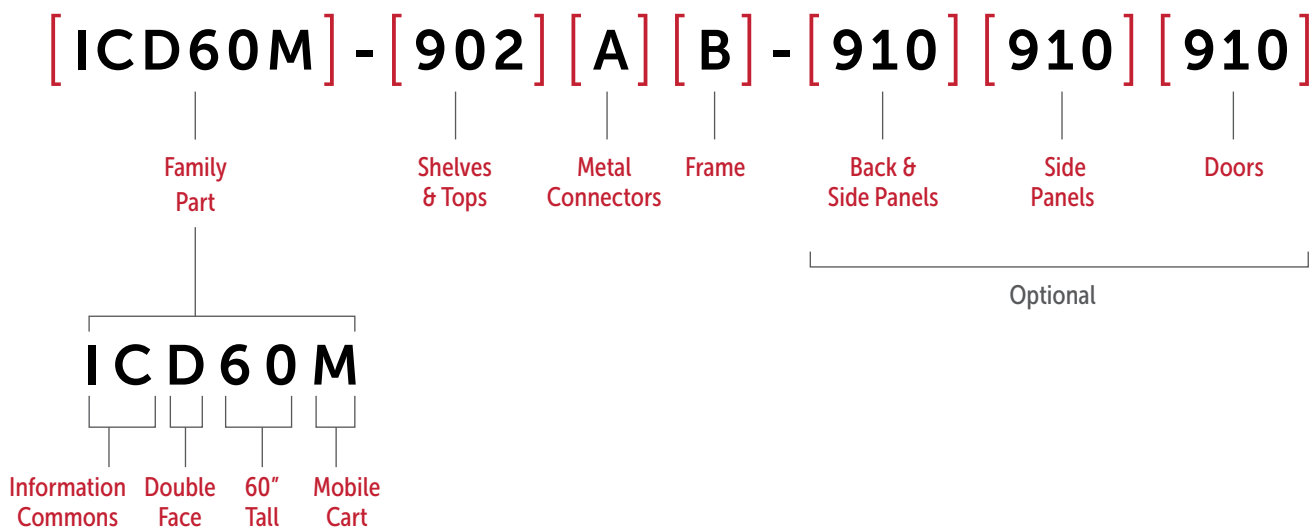 [ICD60M] - [902] [A] [B] - [910] [910] [910]
Family
Part
Shelves
& Tops
Metal
Connectors
Frame
Back &
Side Panels
Side
Panels
Doors
Optional
ICD60M
Information
Commons
Double
Face
60”
Tall
Mobile
Cart